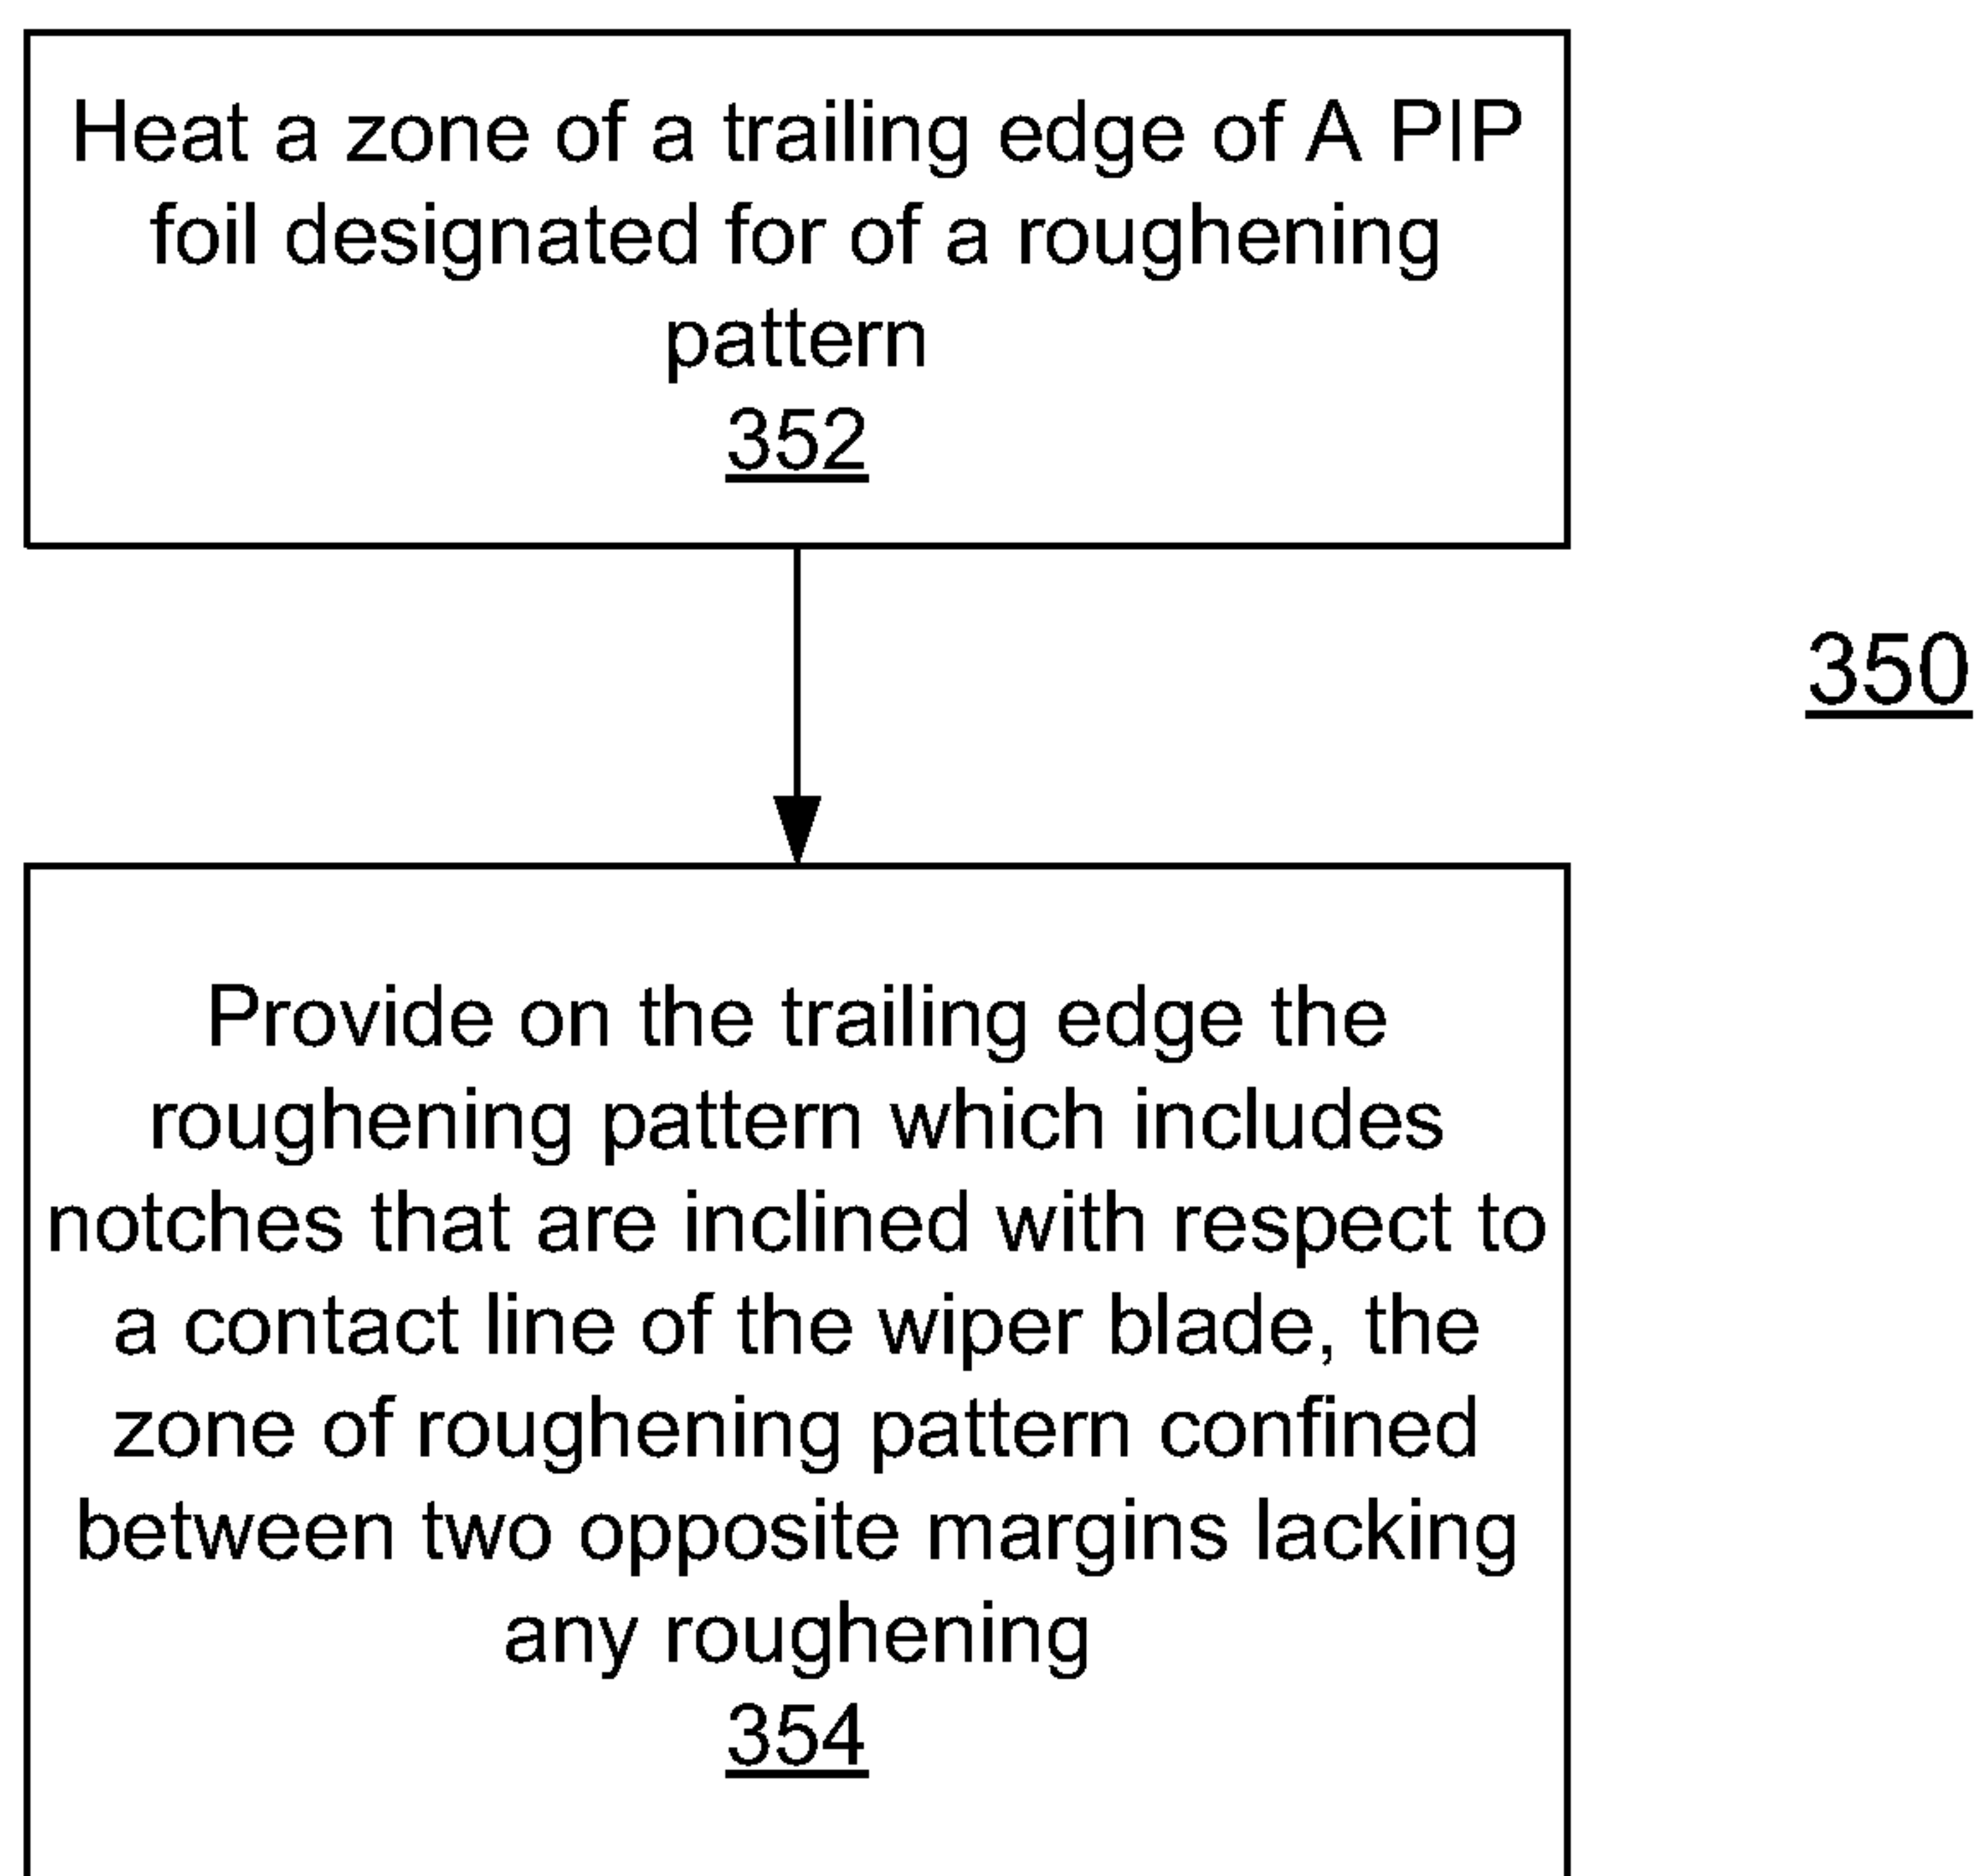 Heat a zone of a trailing edge of A PIP
foil designated for of a roughening
pattern
352
350
Provide on the trailing edge the
roughening pattern which includes
notches that are inclined with respect to
a contact line of the wiper blade, the
zone of roughening pattern confined
between two opposite margins lacking
any roughening
354